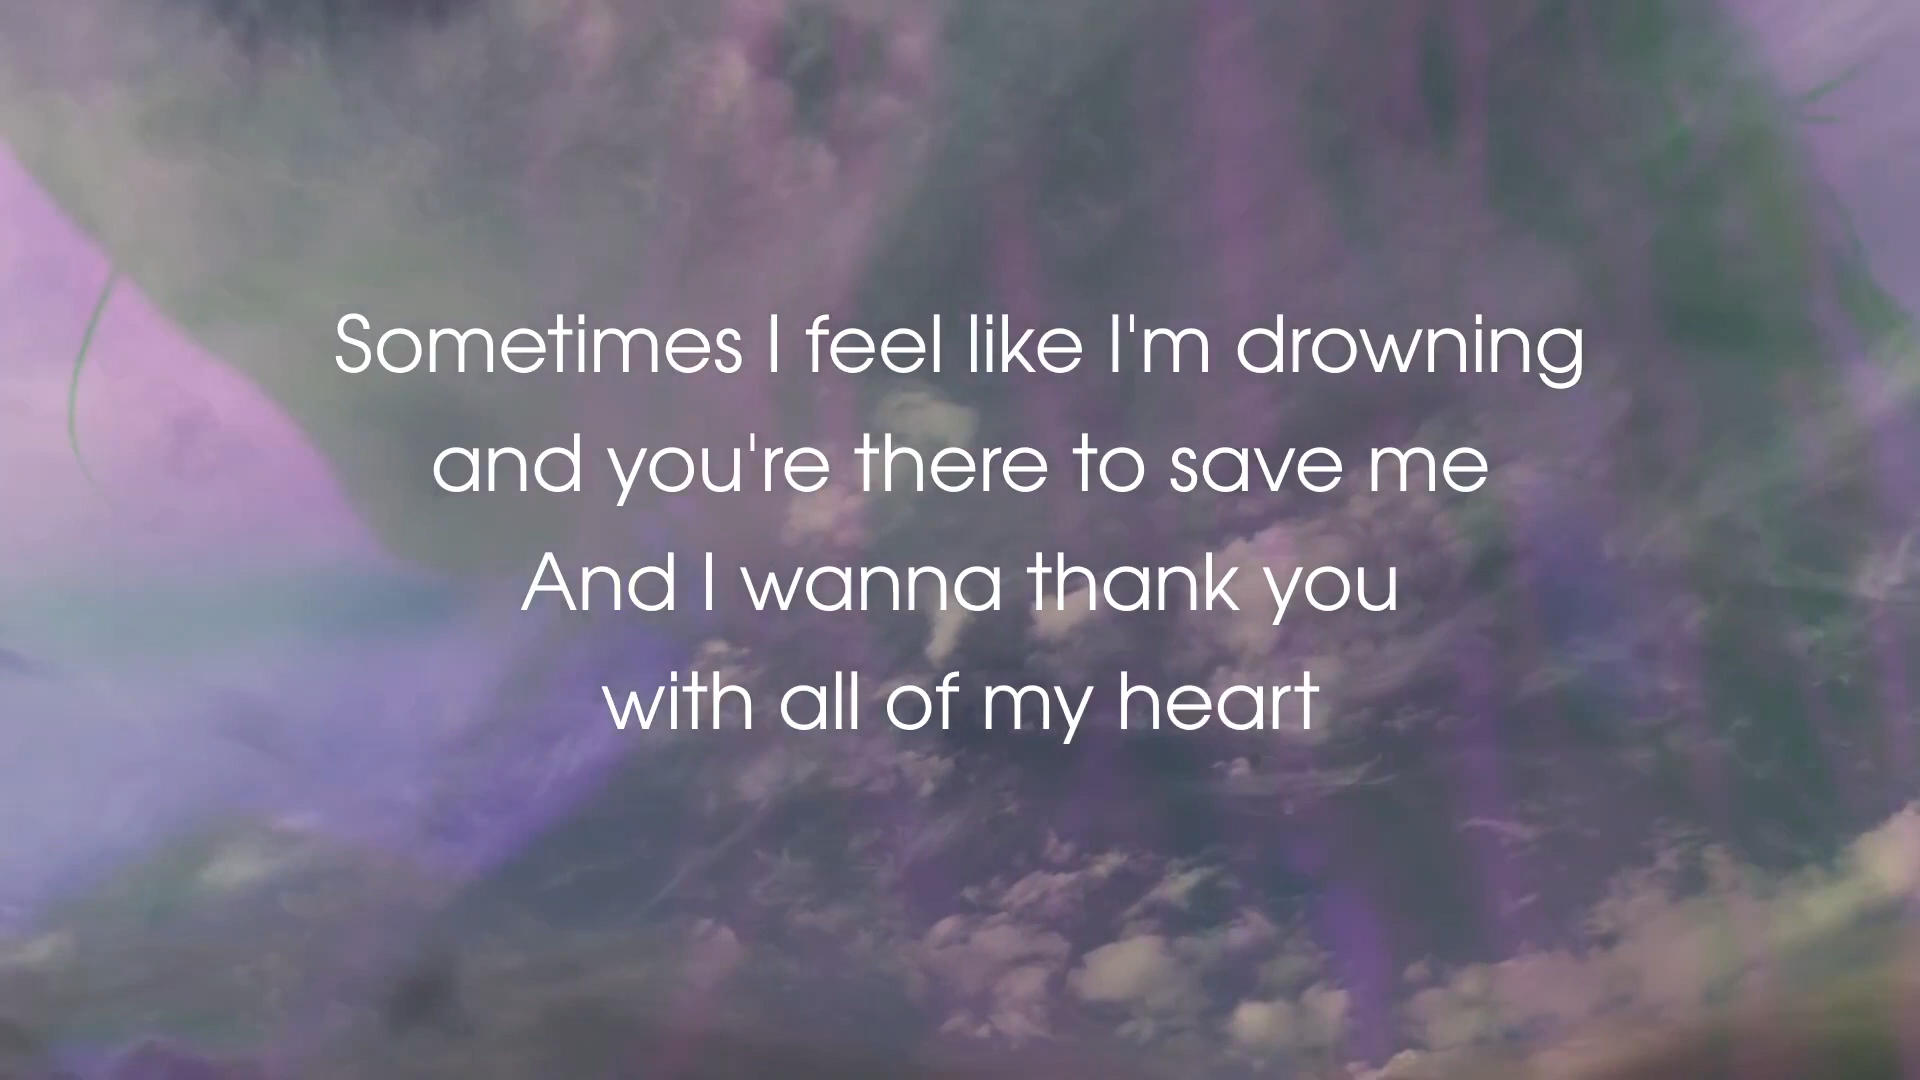 Sometimes I feel like I'm drowning
and you're there to save me
And I wanna thank you
with all of my heart